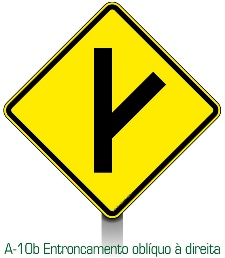 A-10b Entroncamento oblíquo à direita